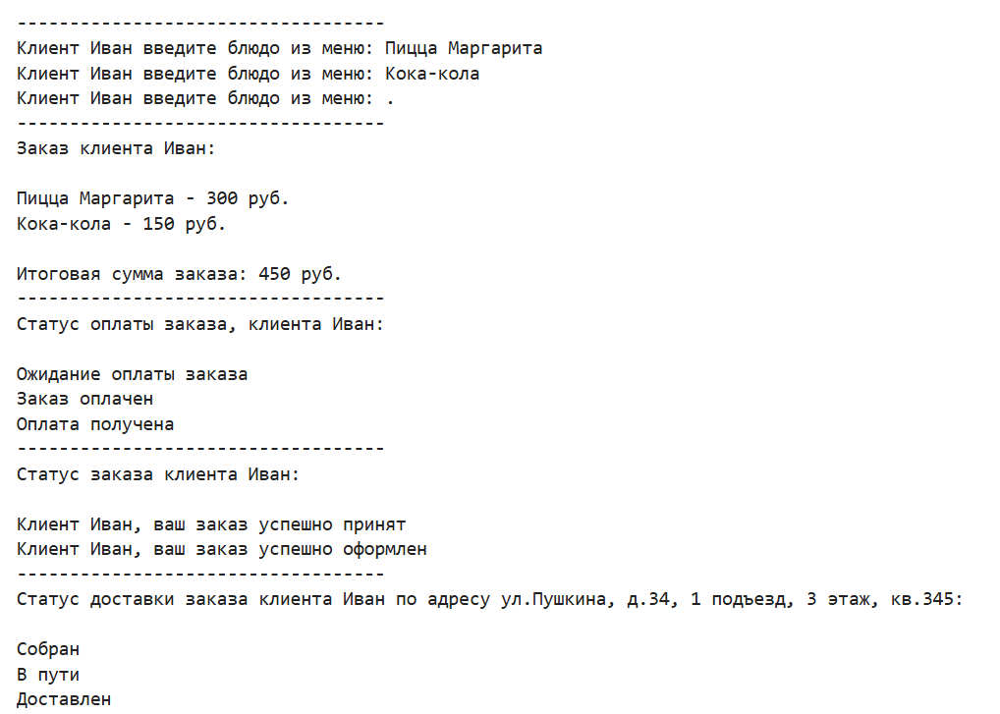 -----------------------------------
Клиент Иван введите блюдо из меню: Пицца Маргарита
Клиент Иван введите блюдо из меню: Кока-кола
Клиент Иван введите блюдо из меню: .
-----------------------------------
Заказ клиента Иван:
Пицца Маргарита - 300 руб.
Кока-кола - 150 руб.
Итоговая сумма заказа: 450 руб.
-----------------------------------
Статус оплаты заказа, клиента Иван:
Ожидание оплаты заказа
Заказ оплачен
Оплата получена
-----------------------------------
Статус заказа клиента Иван:
Клиент Иван, ваш заказ успешно принят
Клиент Иван, ваш заказ успешно оформлен
-----------------------------------
Статус доставки заказа клиента Иван по адресу ул.Пушкина, д.34, 1 подъезд, 3 этаж, кв.345:
Собран
В пути
Доставлен